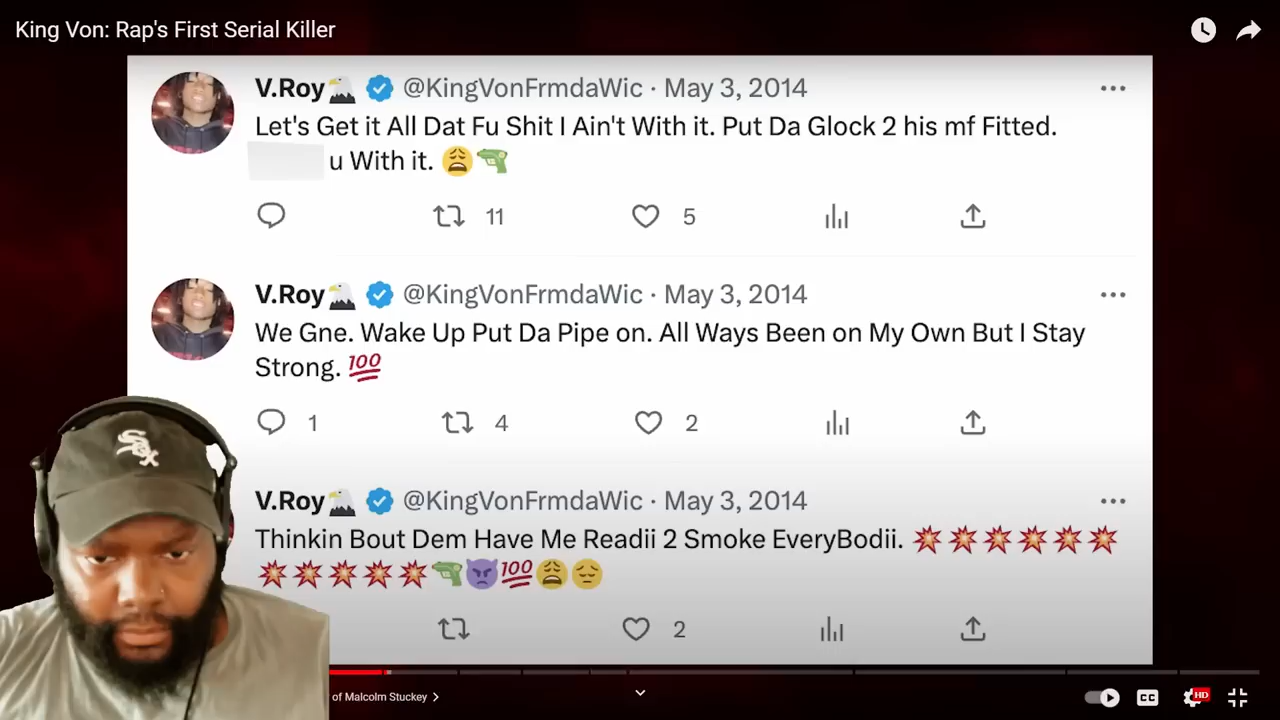 King Von: Rap's First Serial Killer
V.Roy🦅 @KingVonFrmdaWic · May 3, 2014
Let's Get it All Dat Fu Shit I Ain't With it. Put Da Glock 2 his mf Fitted.
u With it. 😩🔫
11 5
V.Roy🦅 @KingVonFrmdaWic · May 3, 2014
We Gne. Wake Up Put Da Pipe on. All Ways Been on My Own But I Stay
Strong. 💯
1 4 2
V.Roy🦅 @KingVonFrmdaWic · May 3, 2014
Thinkin Bout Dem Have Me Readii 2 Smoke EveryBodii. 💥💥💥💥💥💥
💥💥💥💥💥🔫👿💯😩😔
2
Sox
of Malcolm Stuckey >
CC
HD